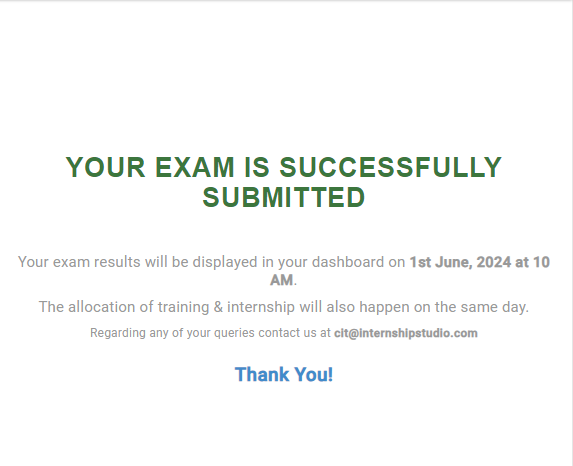 YOUR EXAM IS SUCCESSFULLY
SUBMITTED
Your exam results will be displayed in your dashboard on 1st June, 2024 at 10
AM.
The allocation of training & internship will also happen on the same day.
Regarding any of your queries contact us at cit@internshipstudio.com
Thank You!